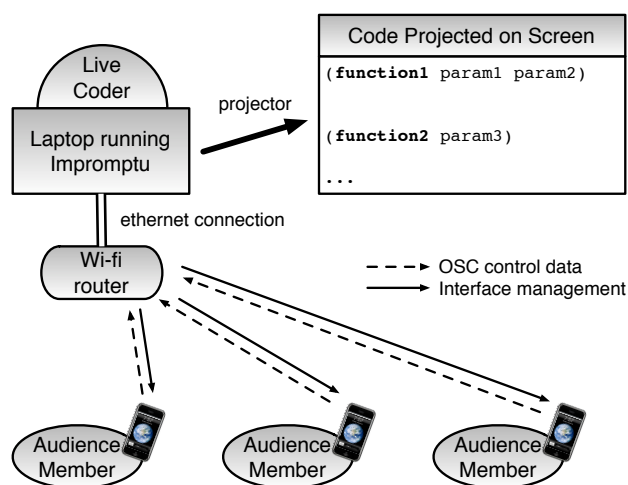 Live
Coder
Laptop running
Impromptu
projector
Code Projected on Screen
(function1 param1 param2)
(function2 param3)
...
ethernet connection
Wi-fi
router
OSC control data
Interface management
Audience
Member
Audience
Member
Audience
Member